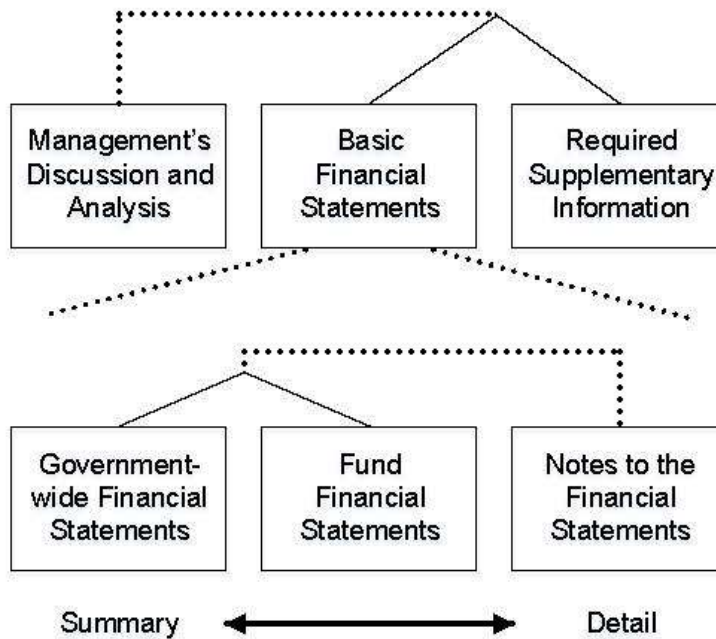 Management's
Discussion and
Analysis
Basic
Financial
Statements
Required
Supplementary
Information
Government-
wide Financial
Statements
Fund
Financial
Statements
Notes to the
Financial
Statements
Summary
Detail